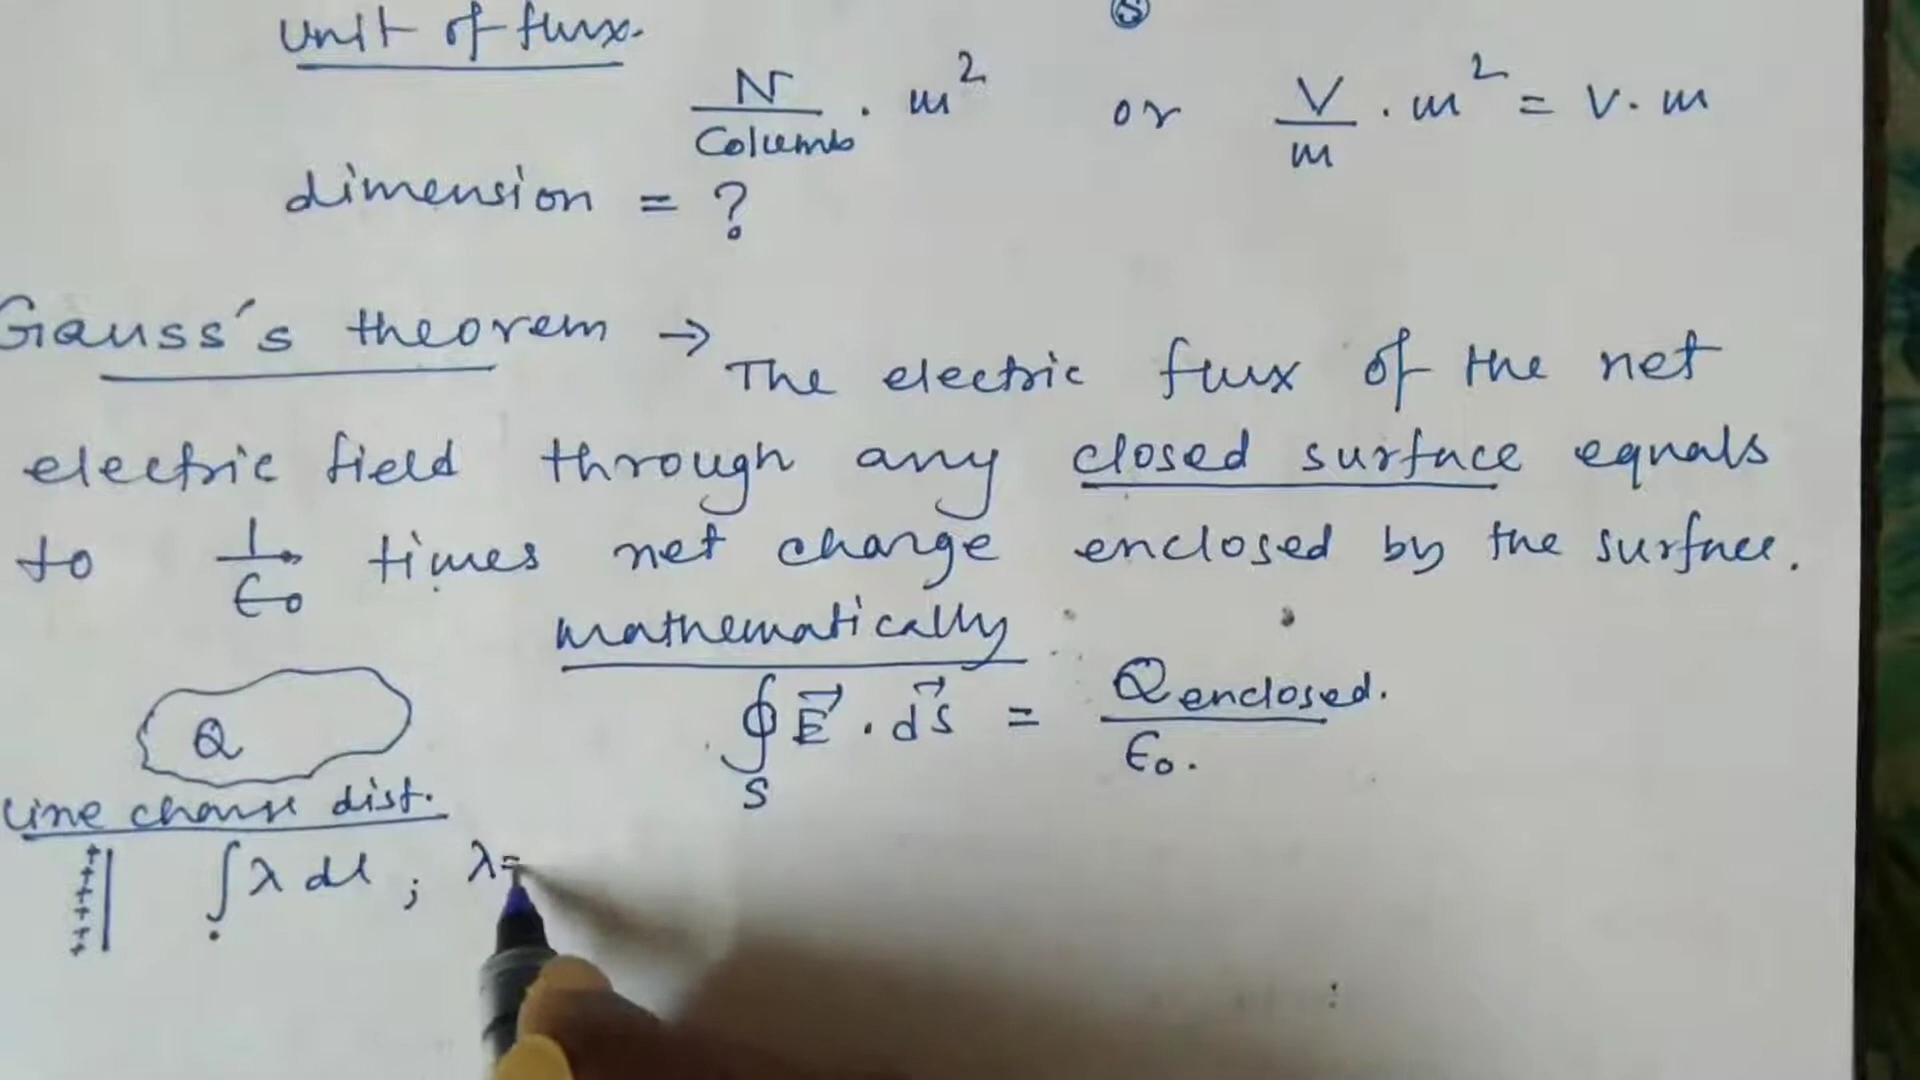 unit of flux.
S
N/Columb . m² or V/m . m² = V. m
dimension = ?
Gauss's theorem → The electric flux of the net
electric field through any closed surface equals
to 1/ϵ₀ times net charge enclosed by the surface.
mathematically
∮S E⃗ . ds⃗ = Q enclosed. / ϵ₀.
Q
Line charge dist.
++++++ ∫ λ dl ; λ=